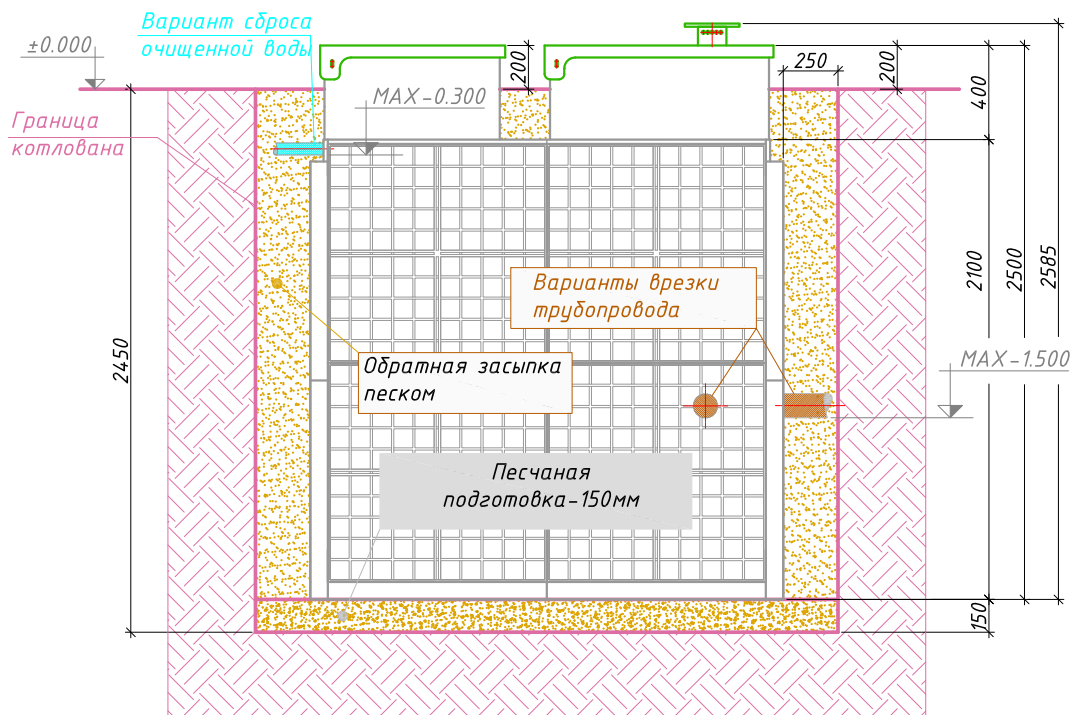 Вариант сброса
очищенной воды
±0.000
200
250
200
400
MAX-0.300
Граница
котлована
2100
2500
2585
Варианты врезки
трубопровода
2450
Обратная засыпка
песком
MAX-1.500
Песчаная
подготовка-150мм
150